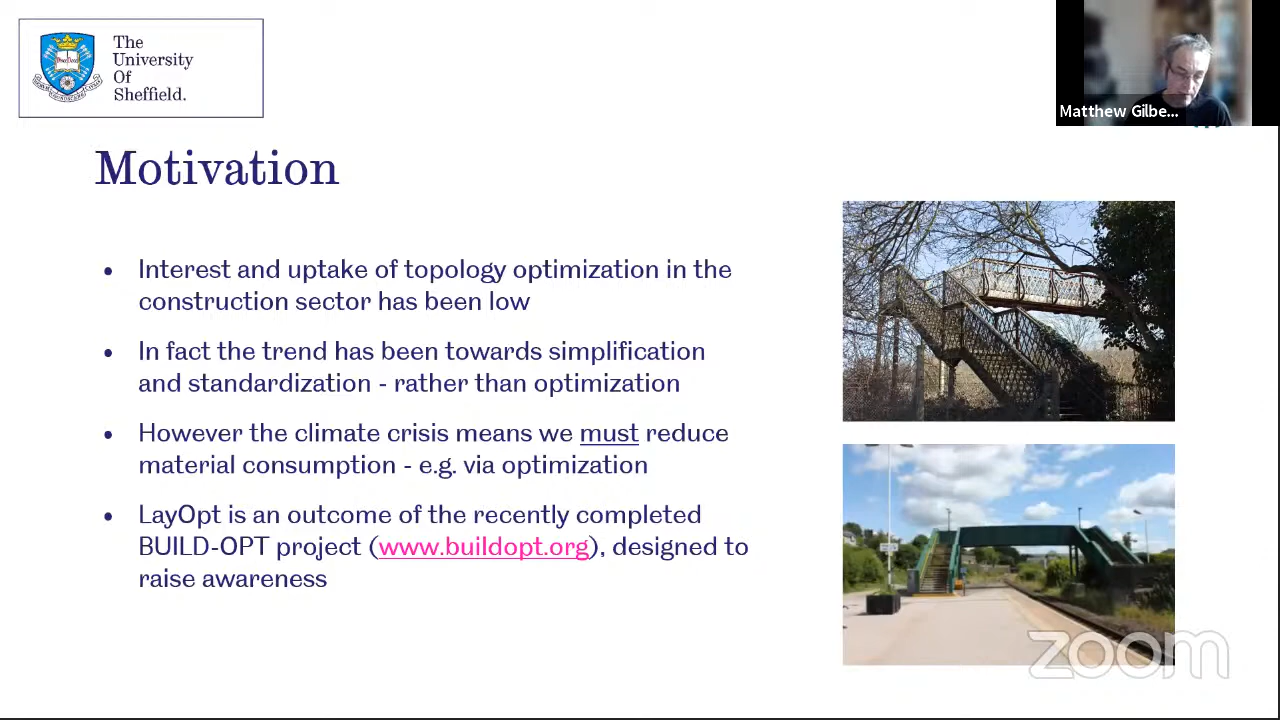 The
University
Of
Sheffield.
Matthew Gilbe...
Motivation
• Interest and uptake of topology optimization in the
construction sector has been low
• In fact the trend has been towards simplification
and standardization - rather than optimization
• However the climate crisis means we must reduce
material consumption - e.g. via optimization
• LayOpt is an outcome of the recently completed
BUILD-OPT project (www.buildopt.org), designed to
raise awareness
zoom